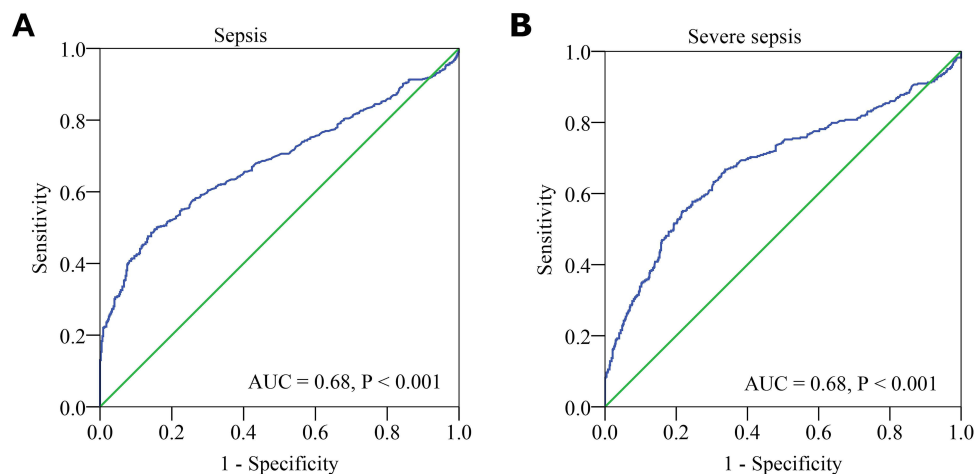 A
Sepsis
1.0
0.8
0.6
0.4
0.2
0.0
Sensitivity
AUC = 0.68, P < 0.001
0.0 0.2 0.4 0.6 0.8 1.0
1 - Specificity
B
Severe sepsis
1.0
0.8
0.6
0.4
0.2
0.0
Sensitivity
AUC = 0.68, P < 0.001
0.0 0.2 0.4 0.6 0.8 1.0
1 - Specificity